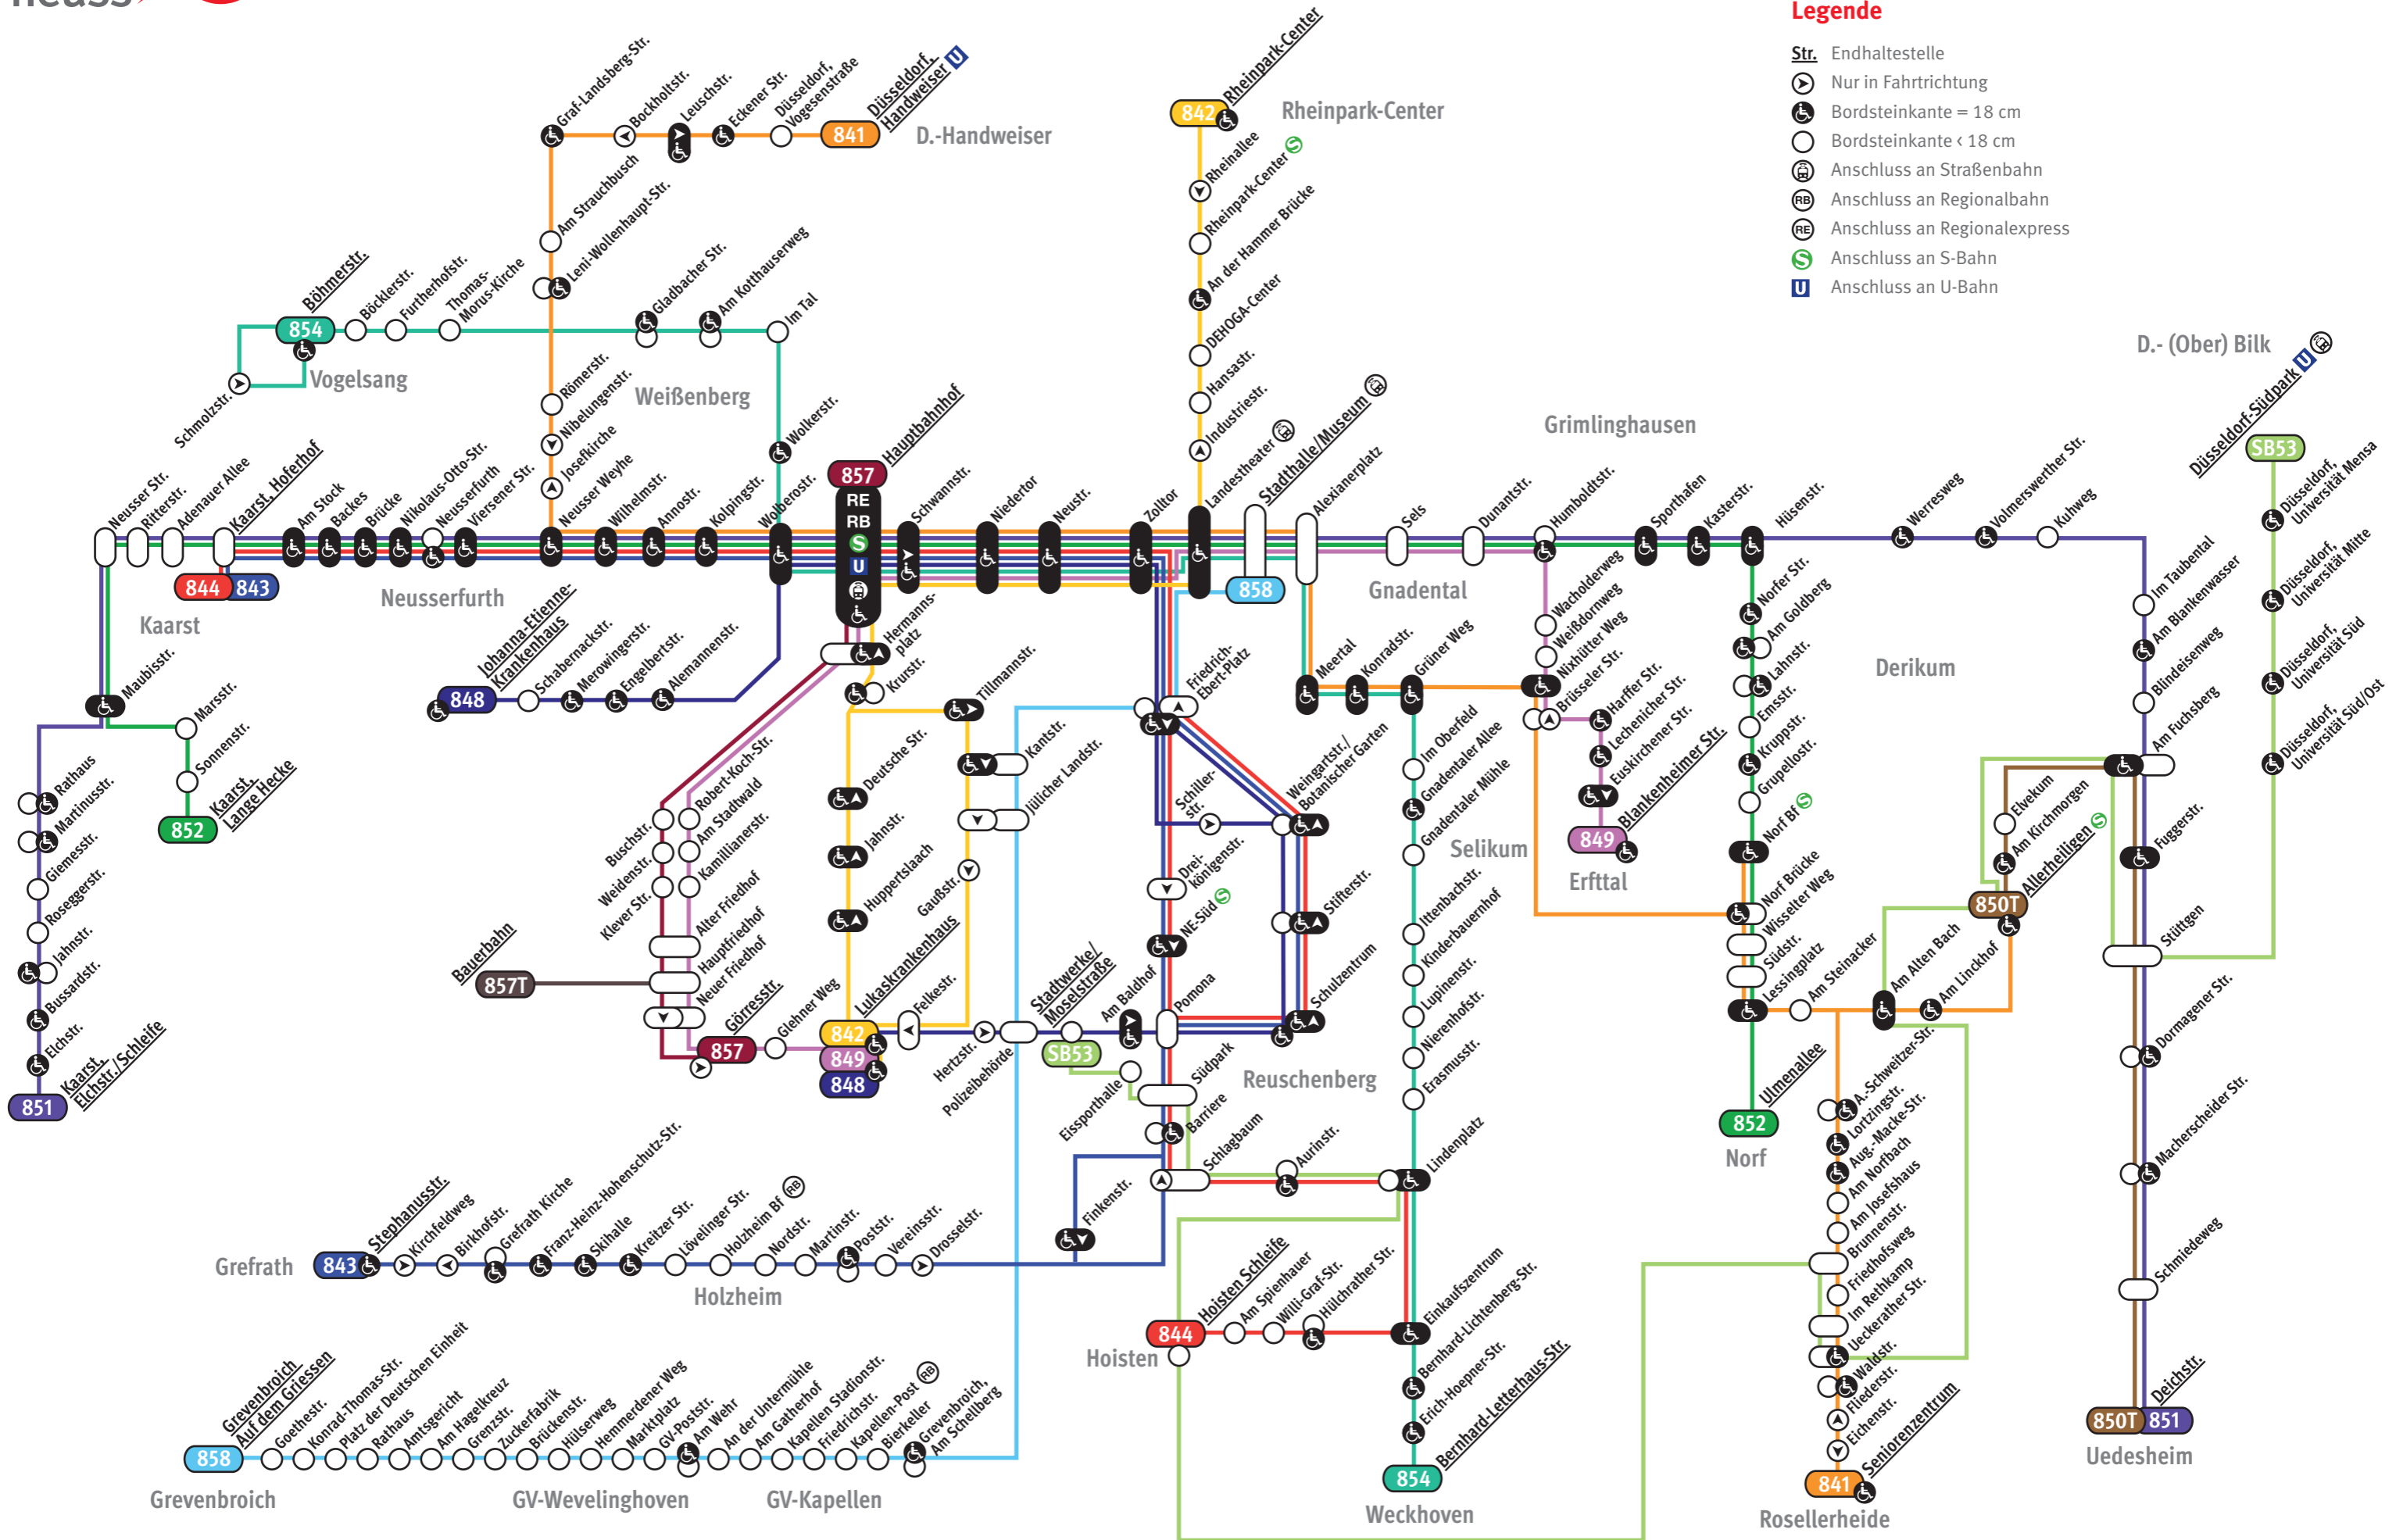 neuss
Legende
Str. Endhaltestelle
Nur in Fahrtrichtung
Bordsteinkante = 18 cm
Bordsteinkante < 18 cm
Anschluss an Straßenbahn
RB Anschluss an Regionalbahn
RE Anschluss an Regionalexpress
S Anschluss an S-Bahn
U Anschluss an U-Bahn
Graf-Landsberg-Str.
Bockholtstr.
Leuschstr.
Eckener Str.
Düsseldorf,
Vogesenstraße
841
Düsseldorf,
Handweiser U
D.-Handweiser
Am Strauchbusch
Leni-Wollenhaupt-Str.
Römerstr.
Nibelungenstr.
Josefkirche
842
Rheinpark-Center
Rheinpark-Center
Rheinallee
Rheinpark-Center S
An der Hammer Brücke
DEHOGA-Center
Hansastr.
Industriestr.
Landestheater
Stadthalle/Museum
858
Alexianerplatz
Böhmerstr.
854
Böcklerstr.
Furtherhofstr.
Thomas-
Morus-Kirche
Gladbacher Str.
Am Kotthauserweg
Im Tal
Schmolzstr.
Vogelsang
Weißenberg
Wolkerstr.
Neusser Str.
Ritterstr.
Adenauer Allee
Kaarst, Hoferhof
844
843
Am Stock
Backes
Brücke
Nikolaus-Otto-Str.
Neusserfurth
Viersener Str.
Neusser Weyhe
Wilhelmstr.
Annostr.
Kolpingstr.
Wolberostr.
857
Hauptbahnhof
RE
RB
S
U
Schwannstr.
Niedertor
Neustr.
Zolltor
Kaarst
Neusserfurth
Sels
Dunantstr.
Humboldtstr.
Sporthafen
Kasterstr.
Hüsenstr.
Werresweg
Volmerswerther Str.
Kuhweg
Grimlinghausen
Gnadental
D.- (Ober) Bilk
Düsseldorf-Südpark U
SB53
Düsseldorf,
Universität Mensa
Düsseldorf,
Universität Mitte
Düsseldorf,
Universität Süd
Düsseldorf,
Universität Süd/Ost
Im Taubental
Am Blankenwasser
Blindeisenweg
Am Fuchsberg
Fuggerstr.
Stüttgen
Dormagener Str.
Macherscheider Str.
Schmiedeweg
Deichstr.
850T
851
Uedesheim
Elvekum
Am Kirchmorgen
Allerheiligen S
850T
Am Linckhof
Am Alten Bach
Am Steinacker
Derikum
Norfer Str.
Am Goldberg
Lahnstr.
Emsstr.
Kruppstr.
Grupellostr.
Norf Bf S
Norf Brücke
Wisselter Weg
Südstr.
Lessingplatz
Ulmenallee
852
Norf
A.-Schweitzer-Str.
Lortzingstr.
Aug.-Macke-Str.
Am Norfbach
Am Josefshaus
Brunnenstr.
Friedhofsweg
Im Rethkamp
Ueckerather Str.
Waldstr.
Fliederstr.
Eichenstr.
Seniorenzentrum
841
Rosellerheide
Wacholderweg
Weißdornweg
Nixhütter Weg
Brüsseler Str.
Harffer Str.
Lechenicher Str.
Euskirchener Str.
Blankenheimer Str.
849
Erfttal
Selikum
Meertal
Konradstr.
Grüner Weg
Im Oberfeld
Gnadentaler Allee
Gnadentaler Mühle
Ittenbachstr.
Kinderbauernhof
Lupinenstr.
Nierenhofstr.
Erasmusstr.
Lindenplatz
Einkaufszentrum
Bernhard-Lichtenberg-Str.
Erich-Hoepner-Str.
Bernhard-Letterhaus-Str.
854
Weckhoven
Maubisstr.
Marsstr.
Sonnenstr.
Kaarst,
Lange Hecke
852
Rathaus
Martinusstr.
Giemesstr.
Roseggerstr.
Jahnstr.
Bussardstr.
Elchstr.
Kaarst,
Elchstr./Schleife
851
Johanna-Etienne-
Krankenhaus
848
Schabernackstr.
Merowingerstr.
Engelbertstr.
Alemannenstr.
Hermanns-
platz
Krurstr.
Tillmannstr.
Deutsche Str.
Jahnstr.
Huppertslaach
Kantstr.
Jülicher Landstr.
Gaußstr.
Lukaskrankenhaus
842
849
848
Felkestr.
Hertzstr.
Polizeibehörde
Stadtwerke/
Moselstraße
SB53
Am Baldhof
Pomona
Eissporthalle
Südpark
Barriere
Schlagbaum
Aurinstr.
Reuschenberg
Robert-Koch-Str.
Am Stadtwald
Kamillianerstr.
Buschstr.
Weidenstr.
Klever Str.
Alter Friedhof
Hauptfriedhof
Neuer Friedhof
Bauerbahn
857T
Görresstr.
857
Glehner Weg
Friedrich-
Ebert-Platz
Schiller-
str.
Weingartstr./
Botanischer Garten
Drei-
königenstr.
NE-Süd S
Stifterstr.
Schulzentrum
Finkenstr.
Grefrath
843
Stephanusstr.
Kirchfeldweg
Birkhofstr.
Grefrath Kirche
Franz-Heinz-Hohenschutz-Str.
Skihalle
Kreitzer Str.
Lövelinger Str.
Holzheim Bf RB
Nordstr.
Martinstr.
Poststr.
Vereinsstr.
Drosselstr.
Holzheim
Hoisten Schleife
844
Am Spienhauer
Willi-Graf-Str.
Hülchrather Str.
Hoisten
Grevenbroich
Auf dem Griessen
858
Goethestr.
Konrad-Thomas-Str.
Platz der Deutschen Einheit
Rathaus
Amtsgericht
Am Hagelkreuz
Grenzstr.
Zuckerfabrik
Brückenstr.
Hülserweg
Hemmerdener Weg
Marktplatz
GV-Poststr.
Am Wehr
An der Untermühle
Am Gatherhof
Kapellen Stadionstr.
Friedrichstr.
Kapellen-Post RB
Bierkeller
Grevenbroich,
Am Schellberg
Grevenbroich
GV-Wevelinghoven
GV-Kapellen